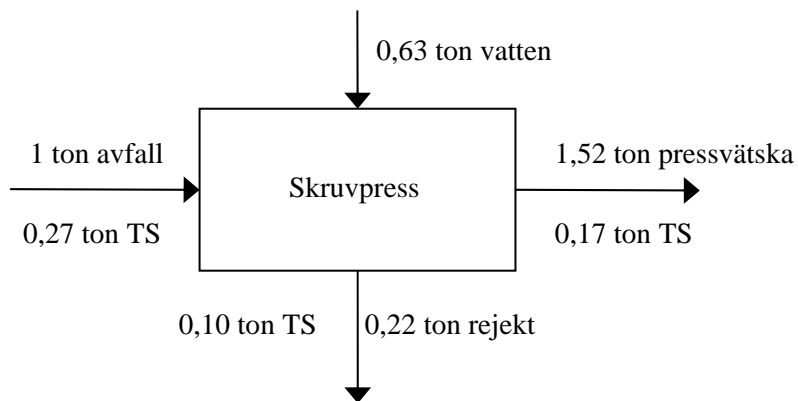 0,63 ton vatten
1 ton avfall
1,52 ton pressvätska
Skruvpress
0,27 ton TS
0,17 ton TS
0,10 ton TS
0,22 ton rejekt